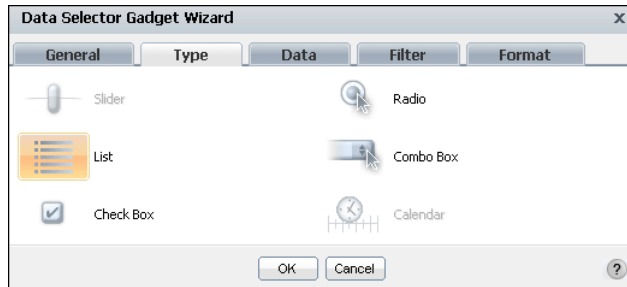 Data Selector Gadget Wizard x
General Type Data Filter Format
Slider Radio
List Combo Box
Check Box Calendar
OK Cancel ?